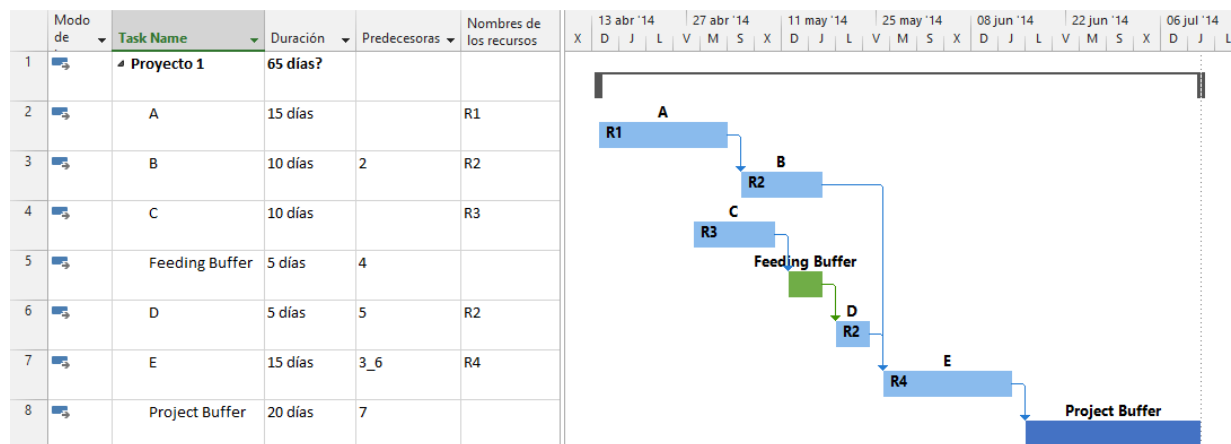 Modo de
Task Name
Duración
Predecesoras
Nombres de los recursos
13 abr '14 27 abr '14 11 may '14 25 may '14 08 jun '14 22 jun '14 06 jul '14
X D J L V M S X D J L V M S X D J L V M S X D J L
1 Proyecto 1 65 días?
2 A 15 días R1
A
R1
3 B 10 días 2 R2
B
R2
4 C 10 días R3
C
R3
5 Feeding Buffer 5 días 4
Feeding Buffer
6 D 5 días 5 R2
D
R2
7 E 15 días 3_6 R4
E
R4
8 Project Buffer 20 días 7
Project Buffer